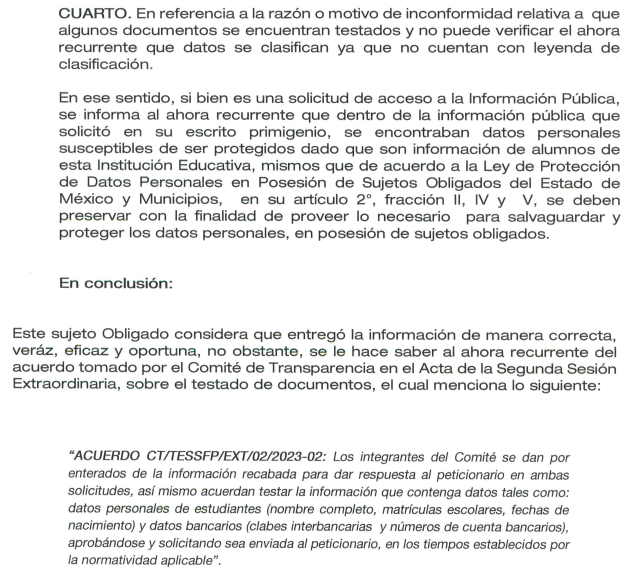 CUARTO. En referencia a la razón o motivo de inconformidad relativa a que
algunos documentos se encuentran testados y no puede verificar el ahora
recurrente que datos se clasifican ya que no cuentan con leyenda de
clasificación.
En ese sentido, si bien es una solicitud de acceso a la Información Pública,
se informa al ahora recurrente que dentro de la información pública que
solicitó en su escrito primigenio, se encontraban datos personales
susceptibles de ser protegidos dado que son información de alumnos de
esta Institución Educativa, mismos que de acuerdo a la Ley de Protección
de Datos Personales en Posesión de Sujetos Obligados del Estado de
México y Municipios, en su artículo 2°, fracción II, IV y V, se deben
preservar con la finalidad de proveer lo necesario para salvaguardar y
proteger los datos personales, en posesión de sujetos obligados.
En conclusión:
Este sujeto Obligado considera que entregó la información de manera correcta,
veráz, eficaz y oportuna, no obstante, se le hace saber al ahora recurrente del
acuerdo tomado por el Comité de Transparencia en el Acta de la Segunda Sesión
Extraordinaria, sobre el testado de documentos, el cual menciona lo siguiente:
"ACUERDO CT/TESSFP/EXT/02/2023-02: Los integrantes del Comité se dan por
enterados de la información recabada para dar respuesta al peticionario en ambas
solicitudes, así mismo acuerdan testar la información que contenga datos tales como:
datos personales de estudiantes (nombre completo, matrículas escolares, fechas de
nacimiento) y datos bancarios (clabes interbancarias y números de cuenta bancarios),
aprobándose y solicitando sea enviada al peticionario, en los tiempos establecidos por
la normatividad aplicable".